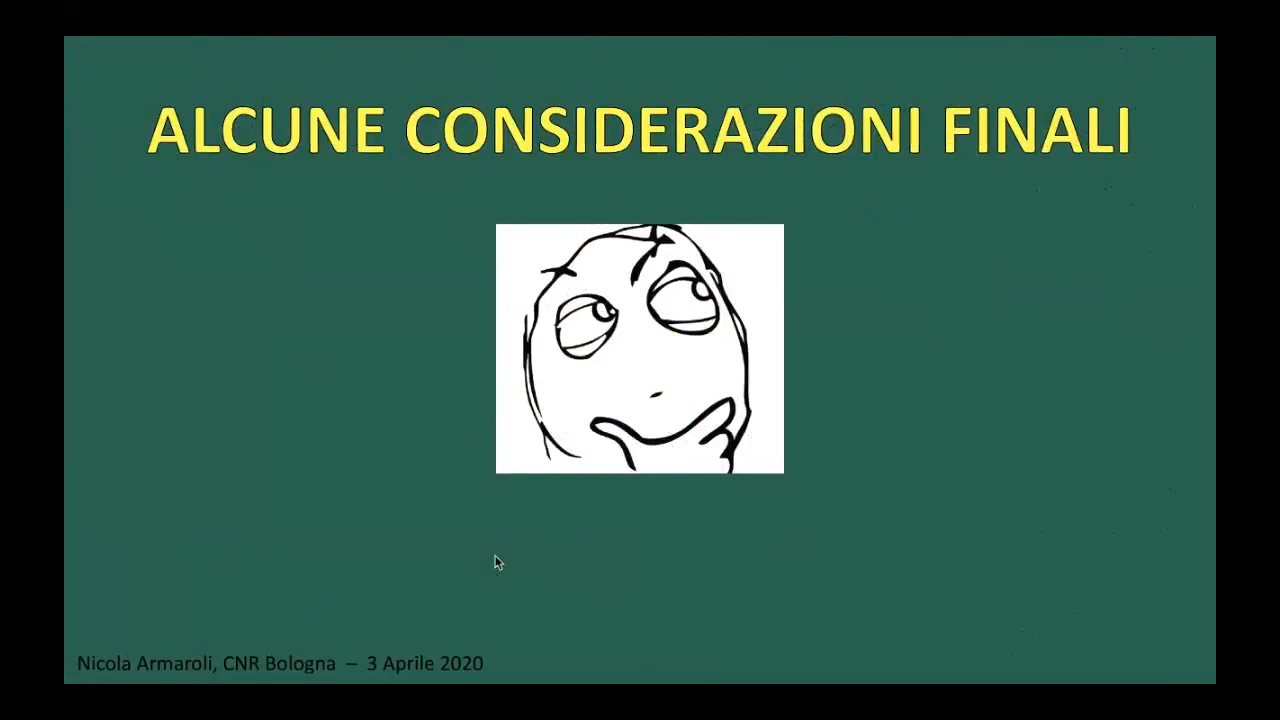 ALCUNE CONSIDERAZIONI FINALI
Nicola Armaroli, CNR Bologna – 3 Aprile 2020